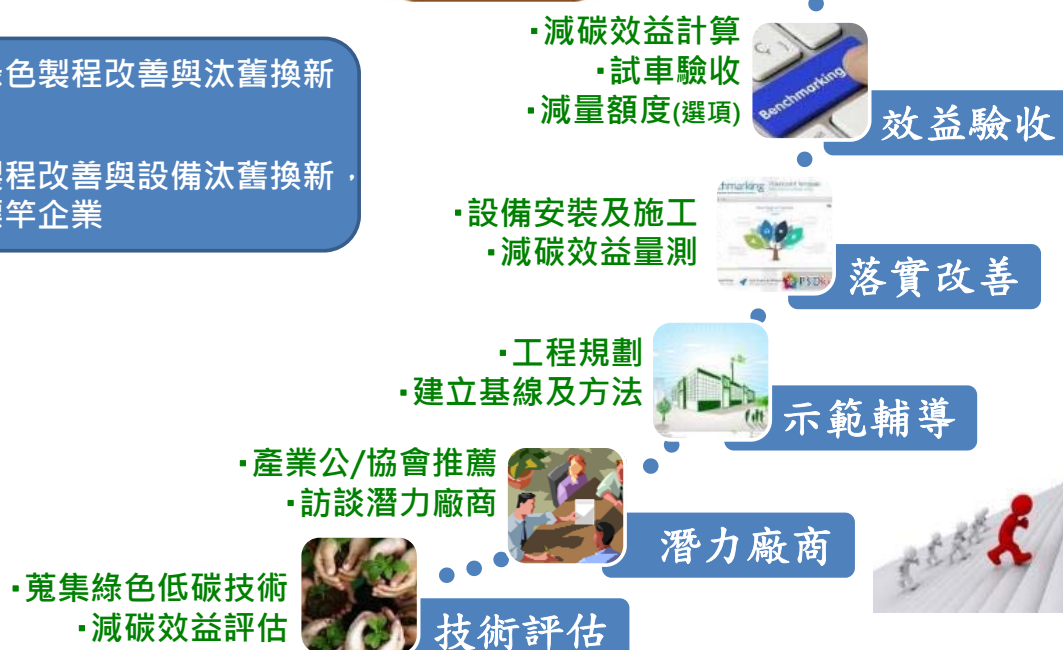 ・減碳效益計算
・試車驗收
・減量額度(選項)
Benchmarking
效益驗收
色製程改善與汰舊換新
程改善與設備汰舊換新，
竿企業
・設備安裝及施工
・減碳效益量測
落實改善
・工程規劃
・建立基線及方法
示範輔導
・產業公/協會推薦
・訪談潛力廠商
潛力廠商
・蒐集綠色低碳技術
・減碳效益評估
技術評估